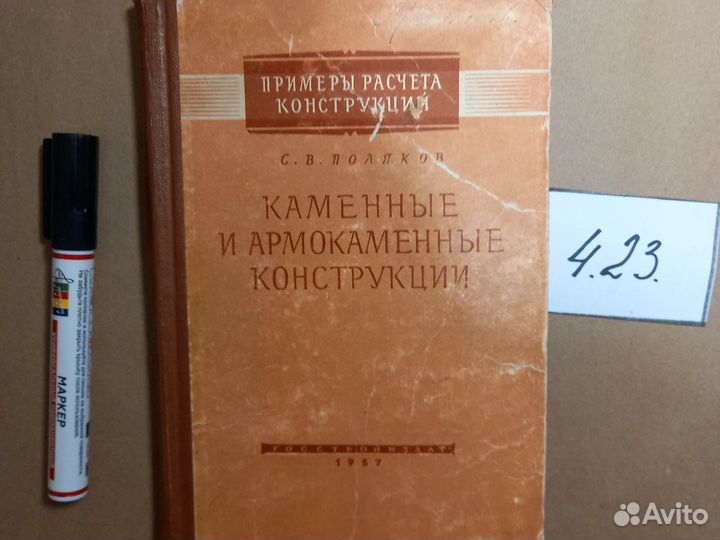 ПРИМЕРЫ РАСЧЕТА
КОНСТРУКЦИЙ
С. В. ПОЛЯКОВ
КАМЕННЫЕ
И АРМОКАМЕННЫЕ
КОНСТРУКЦИИ
ГОССТРОЙИЗДАТ
1957
4.23.
МАРКЕР
Avito